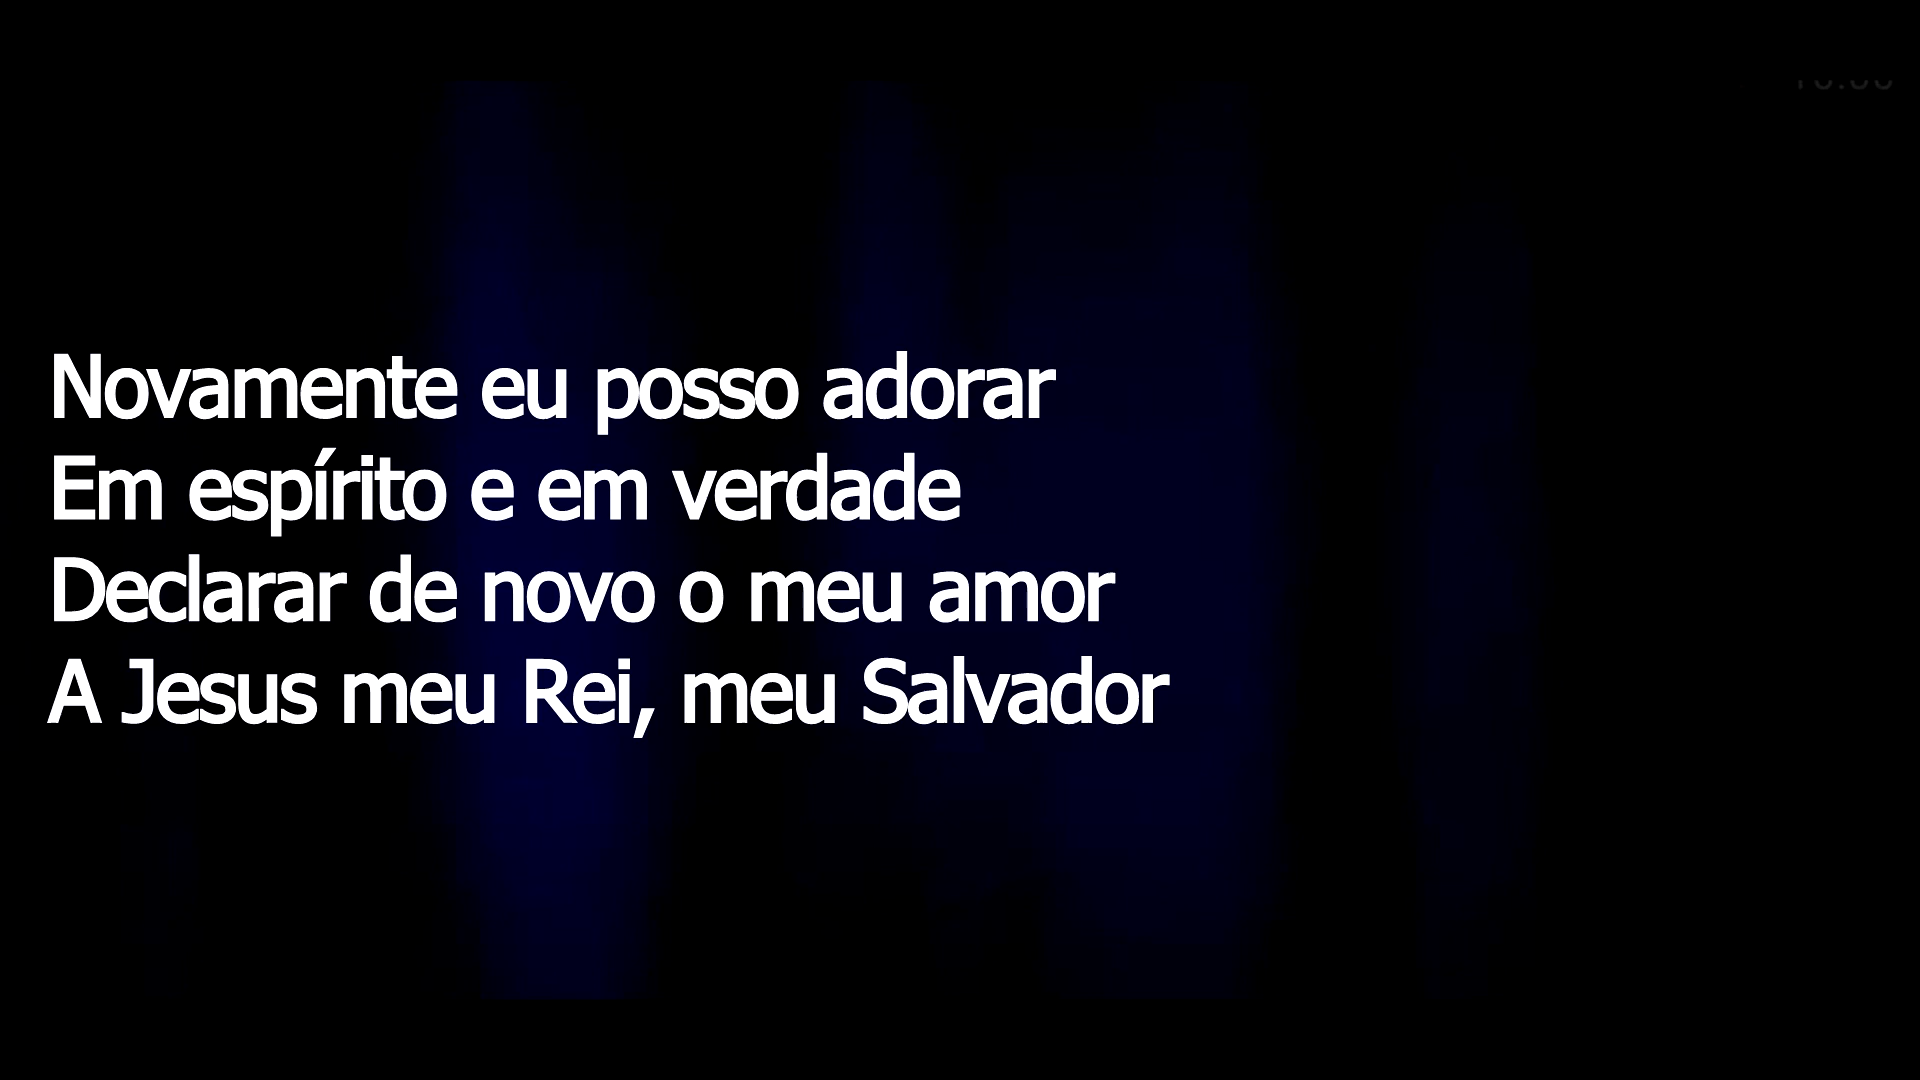 Novamente eu posso adorar
Em espírito e em verdade
Declarar de novo o meu amor
A Jesus meu Rei, meu Salvador